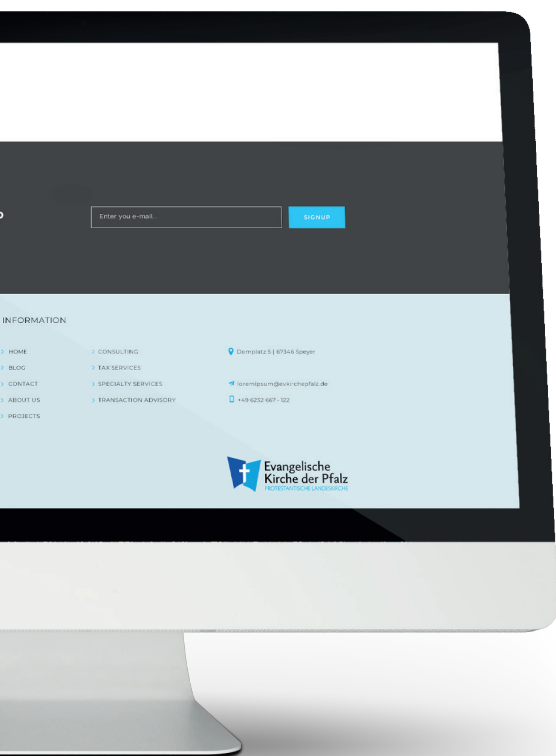 Enter you e-mail...
SIGNUP
INFORMATION
HOME
BLOG
CONTACT
ABOUT US
PROJECTS
CONSULTING
TAX SERVICES
SPECIALTY SERVICES
TRANSACTION ADVISORY
Domplatz 5 | 67346 Speyer
loremipsum@evkirchepfalz.de
+49 6232 667 - 122
Evangelische
Kirche der Pfalz
PROTESTANTISCHE LANDESKIRCHE